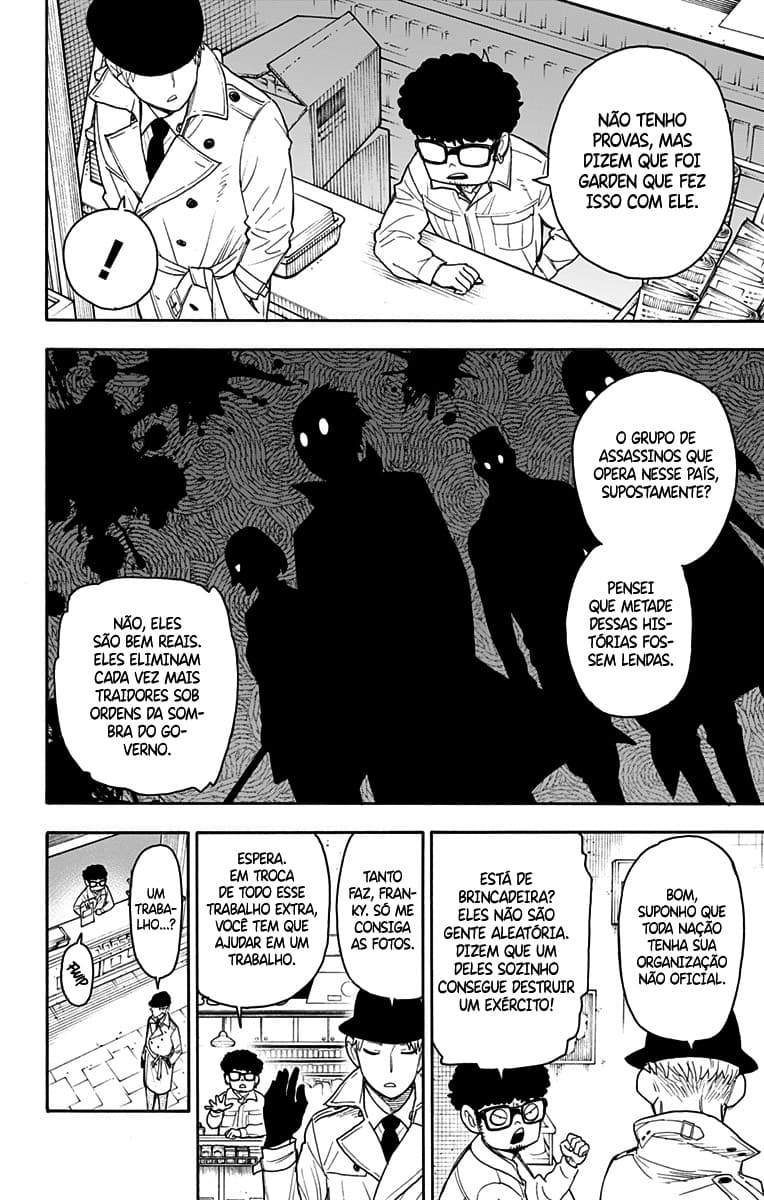 NÃO TENHO
PROVAS, MAS
DIZEM QUE FOI
GARDEN QUE FEZ
ISSO COM ELE.
!
O GRUPO DE
ASSASSINOS QUE
OPERA NESSE PAÍS,
SUPOSTAMENTE?
PENSEI
QUE METADE
DESSAS HIS-
TÓRIAS FOS-
SEM LENDAS.
NÃO, ELES
SÃO BEM REAIS.
ELES ELIMINAM
CADA VEZ MAIS
TRAIDORES SOB
ORDENS DA SOM-
BRA DO GO-
VERNO.
BOM,
SUPONHO QUE
TODA NAÇÃO
TENHA SUA
ORGANIZAÇÃO
NÃO OFICIAL.
ESTÁ DE
BRINCADEIRA?
ELES NÃO SÃO
GENTE ALEATÓRIA.
DIZEM QUE UM
DELES SOZINHO
CONSEGUE DESTRUIR
UM EXÉRCITO!
TANTO
FAZ, FRAN-
KY. SÓ ME
CONSIGA
AS FOTOS.
ESPERA.
EM TROCA
DE TODO ESSE
TRABALHO EXTRA,
VOCÊ TEM QUE
AJUDAR EM UM
TRABALHO.
UM
TRABA-
LHO...?
FWIP